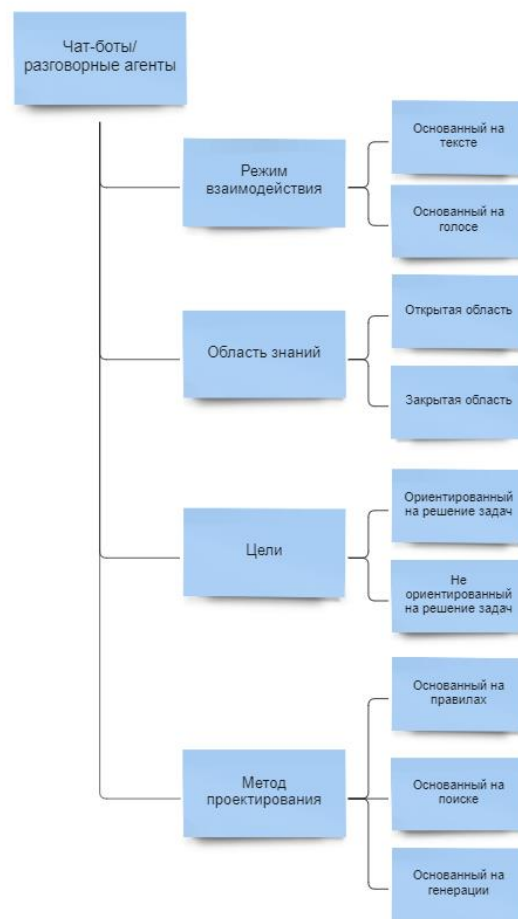 Чат-боты/
разговорные агенты
Режим
взаимодействия
Основанный на
тексте
Основанный на
голосе
Область знаний
Открытая область
Закрытая область
Цели
Ориентированный
на решение задач
Не
ориентированный
на решение задач
Метод
проектирования
Основанный на
правилах
Основанный на
поиске
Основанный на
генерации